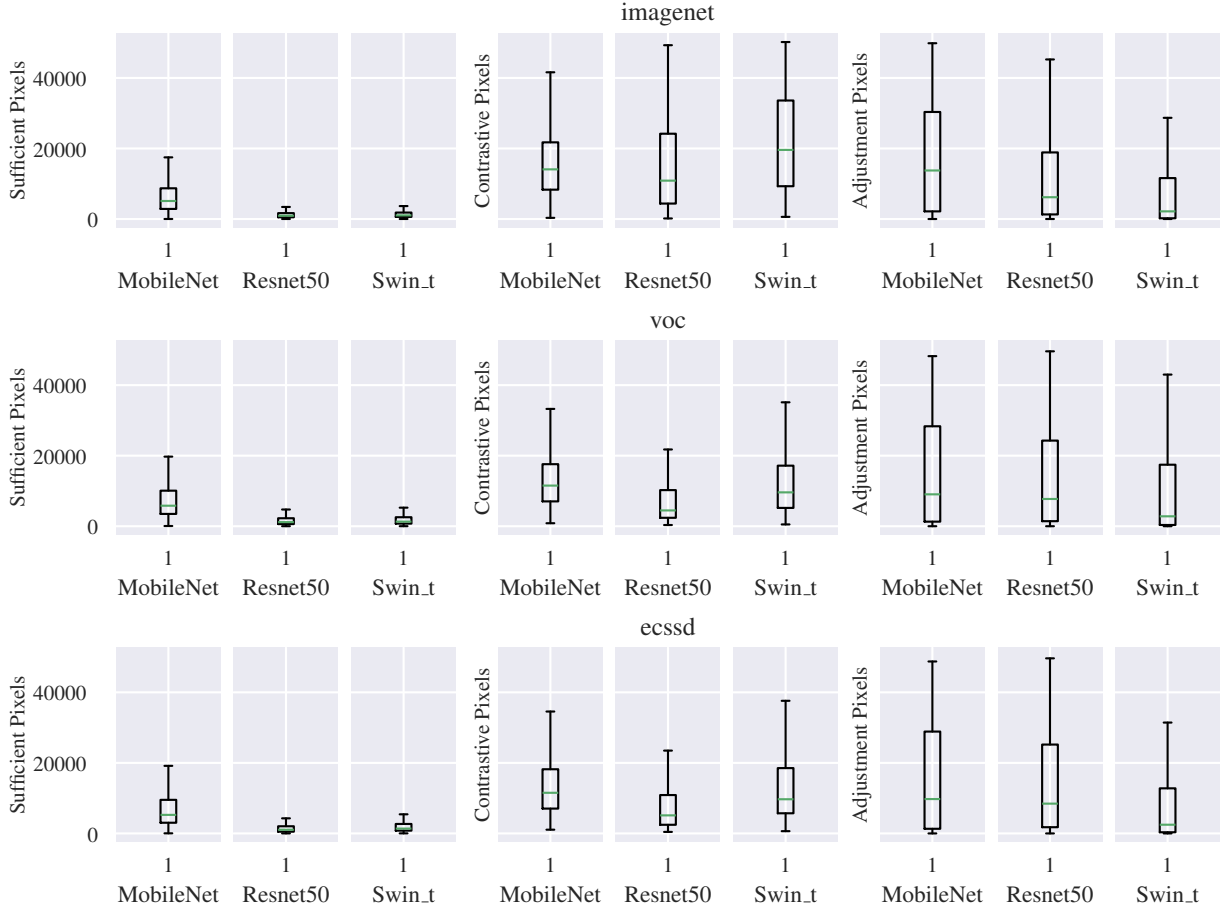 imagenet
Sufficient Pixels
40000
20000
0
Contrastive Pixels
Adjustment Pixels
1 1 1 1 1 1 1 1 1
MobileNet Resnet50 Swin_t MobileNet Resnet50 Swin_t MobileNet Resnet50 Swin_t
voc
Sufficient Pixels
40000
20000
0
Contrastive Pixels
Adjustment Pixels
1 1 1 1 1 1 1 1 1
MobileNet Resnet50 Swin_t MobileNet Resnet50 Swin_t MobileNet Resnet50 Swin_t
ecssd
Sufficient Pixels
40000
20000
0
Contrastive Pixels
Adjustment Pixels
1 1 1 1 1 1 1 1 1
MobileNet Resnet50 Swin_t MobileNet Resnet50 Swin_t MobileNet Resnet50 Swin_t